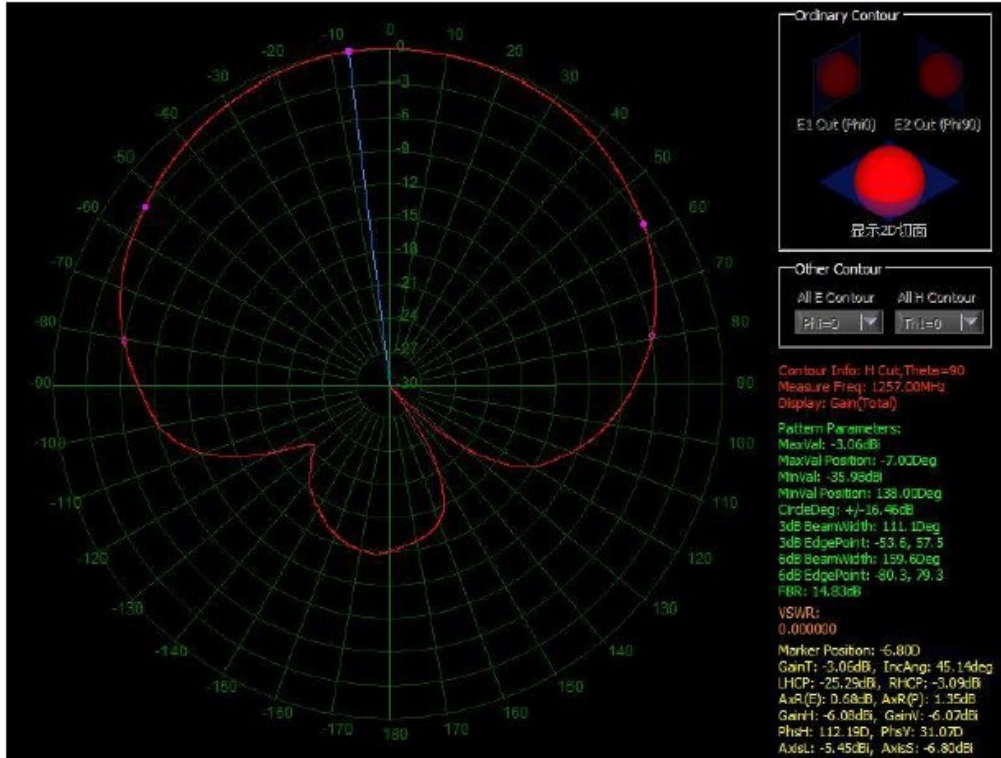 -10
0
10
-20
20
-30
30
-40
40
-50
50
-60
60
-70
70
-80
80
-90
90
-100
100
-110
110
-120
120
-130
130
-140
140
-150
150
-160
160
-170
170
180
0
-3
-6
-9
-12
-15
-18
-21
-24
-27
-30
Ordinary Contour
E1 Cut (Phi0)
E2 Cut (Phi90)
显示2D切面
Other Contour
All E Contour
All H Contour
Phi=0
Contour Info: H Cut,Theta=90
Measure Freq: 1257.00MHz
Display: Gain(Total)
Pattern Parameters:
MaxVal: -3.06dBi
MaxVal Position: -7.00Deg
MinVal: -35.98dBi
MinVal Position: 138.00Deg
CircleDeg: +/-16.46dB
3dB BeamWidth: 111.1Deg
3dB EdgePoint: -53.6, 57.5
6dB BeamWidth: 159.6Deg
6dB EdgePoint: -80.3, 79.3
FBR: 14.83dB
VSWR:
0.000000
Marker Position: -6.80D
GainT: -3.06dBi, IncAng: 45.14deg
LHCP: -25.29dBi, RHCP: -3.09dBi
AxR(E): 0.68dB, AxR(P): 1.35dB
GainH: -6.08dBi, GainV: -6.07dBi
PhsH: 112.19D, PhsV: 31.07D
AxisL: -5.45dBi, AxisS: -6.80dBi